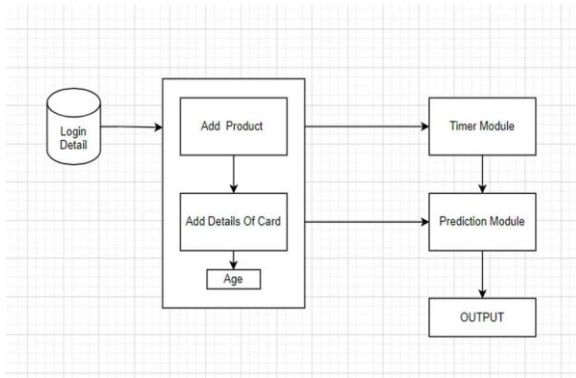 Login
Detail
Add Product
Add Details Of Card
Age
Timer Module
Prediction Module
OUTPUT